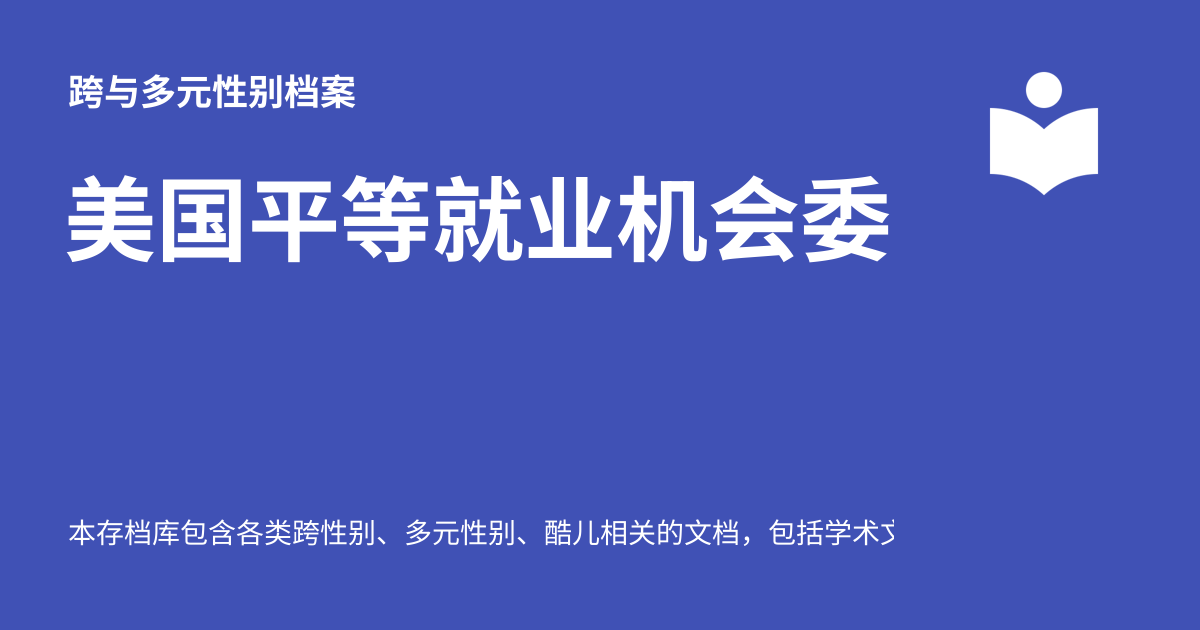 跨与多元性别档案
美国平等就业机会委
本存档库包含各类跨性别、多元性别、酷儿相关的文档，包括学术文